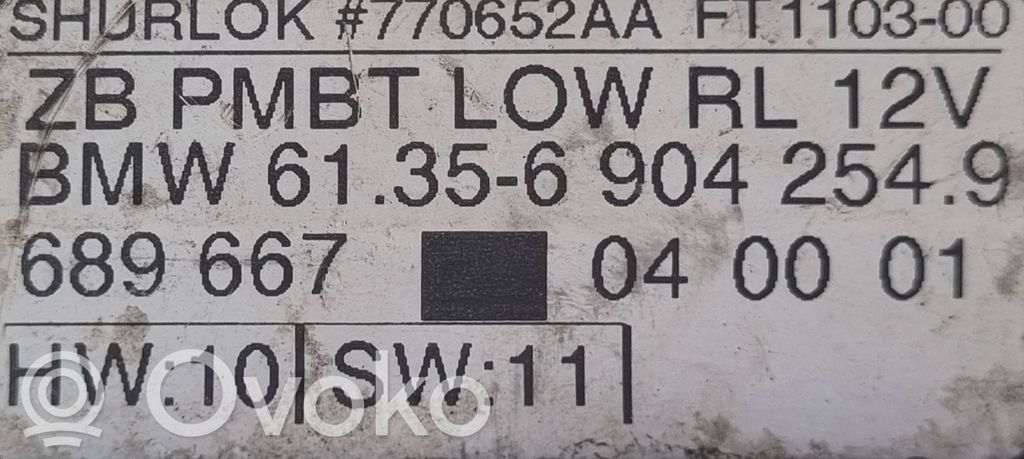 SHURLOK #770652AA FT1103-00
ZB PMBT LOW RL 12V
BMW 61.35-6 904 254.9
689 667 04 00 01
HW:10 SW:11
Ovoko